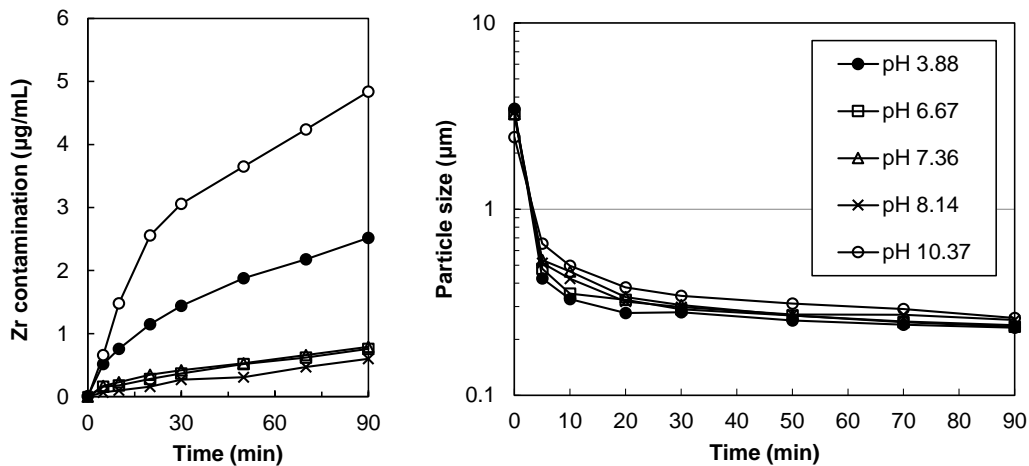 6
5
4
3
2
1
0
0
30
60
90
Zr contamination (µg/mL)
Time (min)
10
1
0.1
0
10
20
30
40
50
60
70
80
90
Particle size (µm)
Time (min)
pH 3.88
pH 6.67
pH 7.36
pH 8.14
pH 10.37